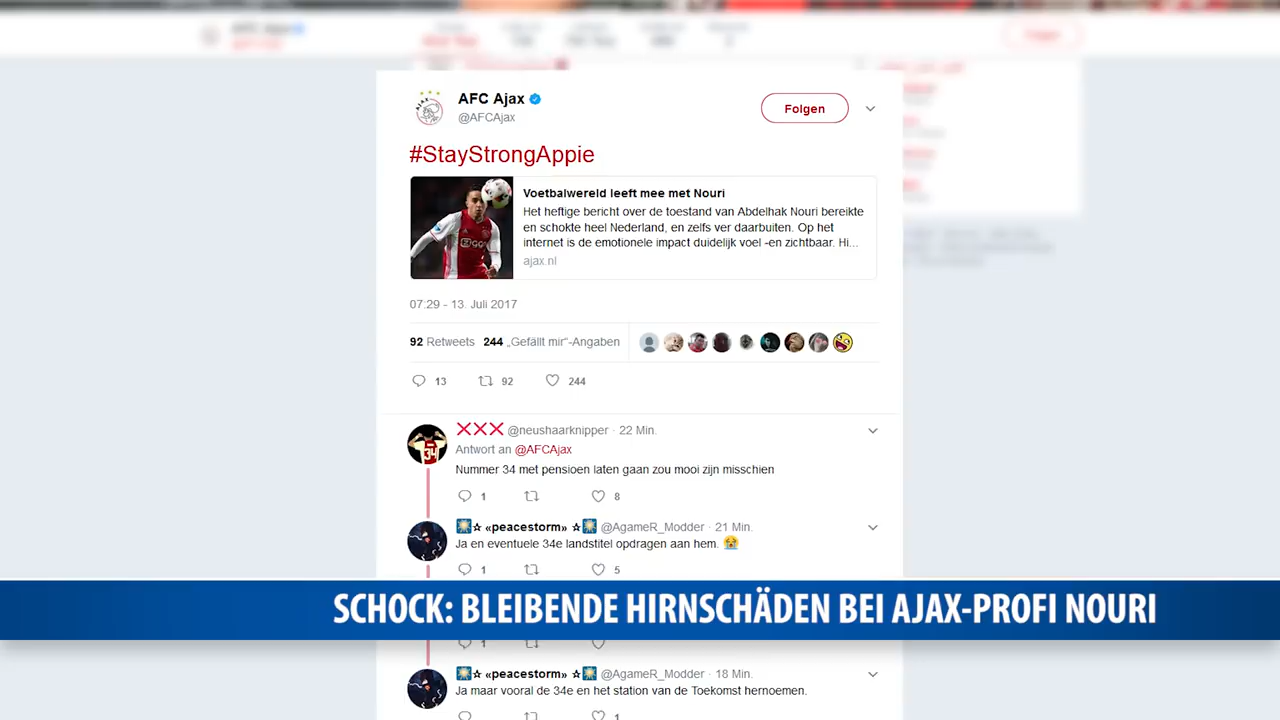 AFC Ajax
@AFCAjax
Folgen
#StayStrongAppie
Voetbalwereld leeft mee met Nouri
Het heftige bericht over de toestand van Abdelhak Nouri bereikte
en schokte heel Nederland, en zelfs ver daarbuiten. Op het
internet is de emotionele impact duidelijk voel -en zichtbaar. Hi...
ajax.nl
07:29 - 13. Juli 2017
92 Retweets 244 „Gefällt mir“-Angaben
13 92 244
❌❌❌ @neushaarknipper · 22 Min.
Antwort an @AFCAjax
Nummer 34 met pensioen laten gaan zou mooi zijn misschien
1 8
«peacestorm» @AgameR_Modder · 21 Min.
Ja en eventuele 34e landstitel opdragen aan hem. 😭
1 5
SCHOCK: BLEIBENDE HIRNSCHÄDEN BEI AJAX-PROFI NOURI
1
«peacestorm» @AgameR_Modder · 18 Min.
Ja maar vooral de 34e en het station van de Toekomst hernoemen.
1